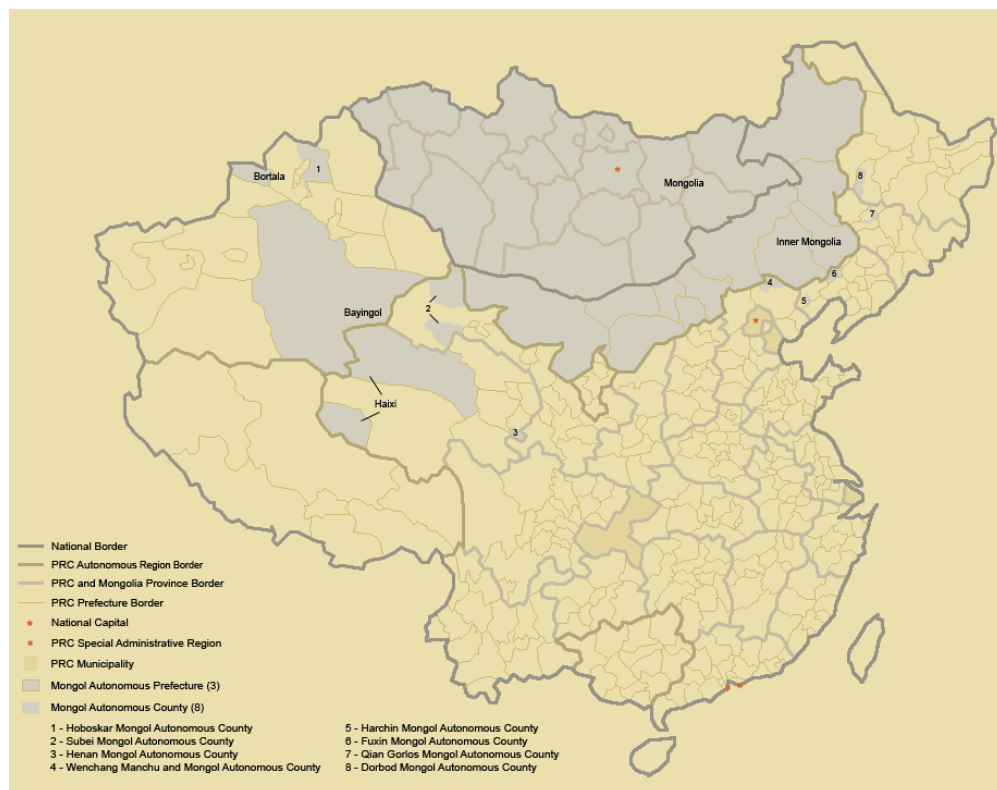 8
Bortala
1
Mongolia
7
Inner Mongolia
6
4
5
2
Bayingol
Haixi
3
National Border
PRC Autonomous Region Border
PRC and Mongolia Province Border
PRC Prefecture Border
National Capital
PRC Special Administrative Region
PRC Municipality
Mongol Autonomous Prefecture (3)
Mongol Autonomous County (8)
1 - Hoboskar Mongol Autonomous County
2 - Subei Mongol Autonomous County
3 - Henan Mongol Autonomous County
4 - Wenchang Manchu and Mongol Autonomous County
5 - Harchin Mongol Autonomous County
6 - Fuxin Mongol Autonomous County
7 - Qian Gorlos Mongol Autonomous County
8 - Dorbod Mongol Autonomous County